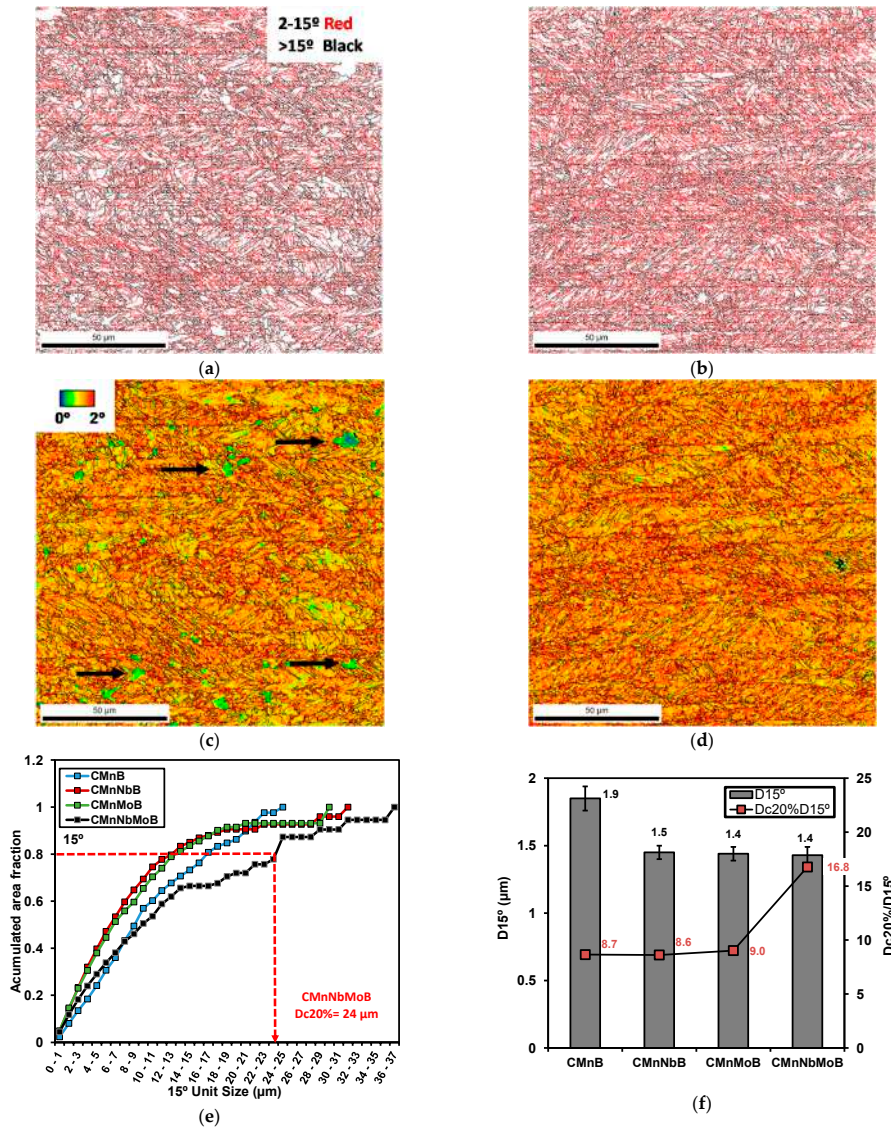 2-15º Red
>15º Black
50 µm
50 µm
(a)
(b)
0º 2º
50 µm
50 µm
(c)
(d)
1.2
1
0.8
0.6
0.4
0.2
0
CMnB
CMnNbB
CMnMoB
CMnNbMoB
15º
Acumulated area fraction
CMnNbMoB
Dc20%= 24 µm
0 - 1
2 - 3
4 - 5
6 - 7
8 - 9
10 - 11
12 - 13
14 - 15
16 - 17
18 - 19
20 - 21
22 - 23
24 - 25
26 - 27
28 - 29
30 - 31
32 - 33
34 - 35
36 - 37
15º Unit Size (µm)
(e)
2
1.5
1
0.5
0
D15º (µm)
D15º
Dc20%D15º
1.9
1.5
1.4
1.4
8.7
8.6
9.0
16.8
25
20
15
10
5
0
Dc20%/D15º
CMnB CMnNbB CMnMoB CMnNbMoB
(f)